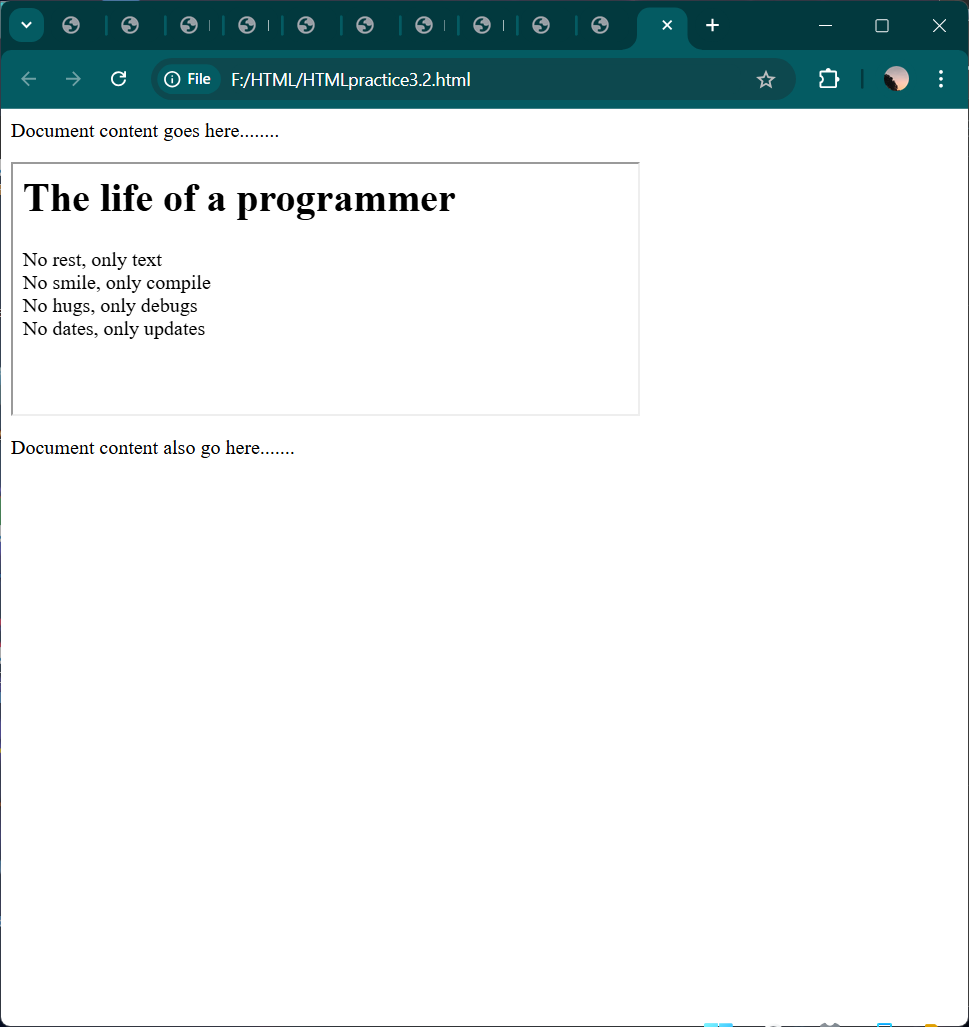 File F:/HTML/HTMLpractice3.2.html
Document content goes here........
The life of a programmer
No rest, only text
No smile, only compile
No hugs, only debugs
No dates, only updates
Document content also go here.......